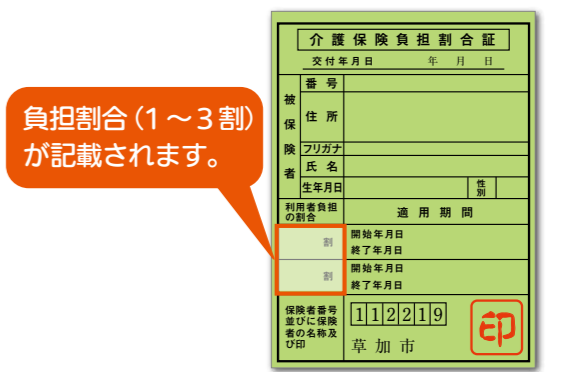 介護保険負担割合証
交付年月日 年 月 日
被保険者
番号
住所
フリガナ
氏名
生年月日
性別
利用者負担
の割合
適用期間
割
開始年月日
終了年月日
割
開始年月日
終了年月日
保険者番号
並びに保険
者の名称及
び印
112219
草加市
印
負担割合(1～3割)
が記載されます。